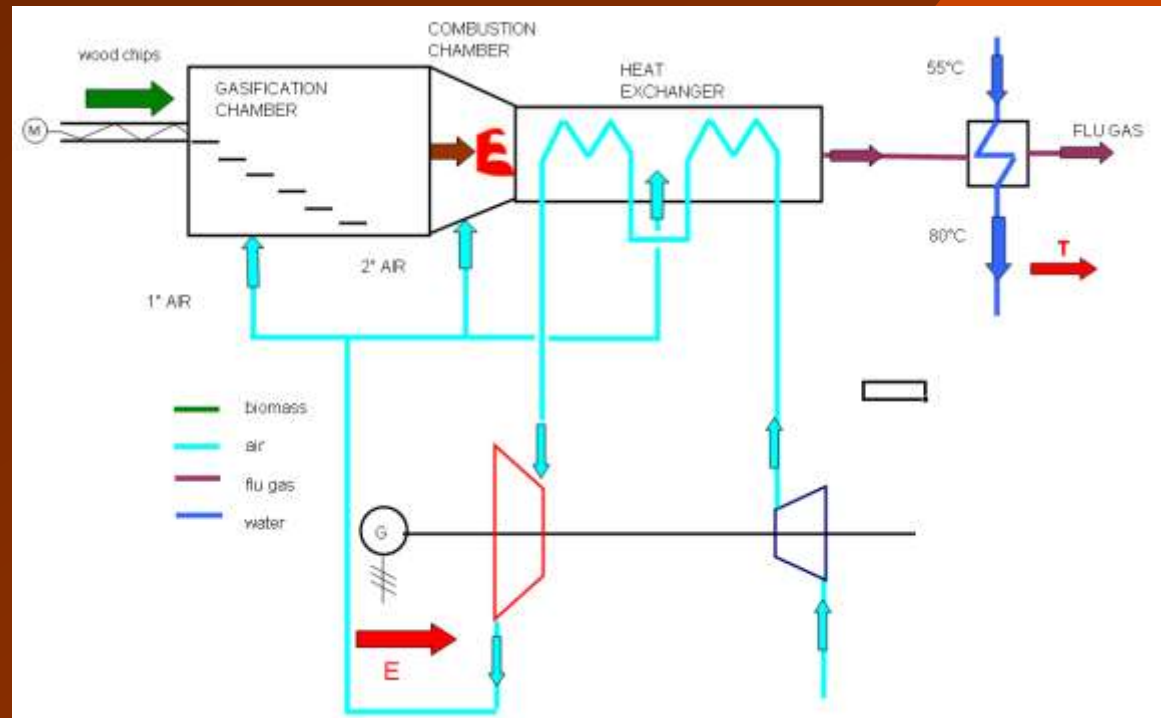 wood chips
M
GASIFICATION
CHAMBER
COMBUSTION
CHAMBER
HEAT
EXCHANGER
55°C
FLU GAS
80°C
T
2° AIR
1° AIR
biomass
air
flu gas
water
G
E